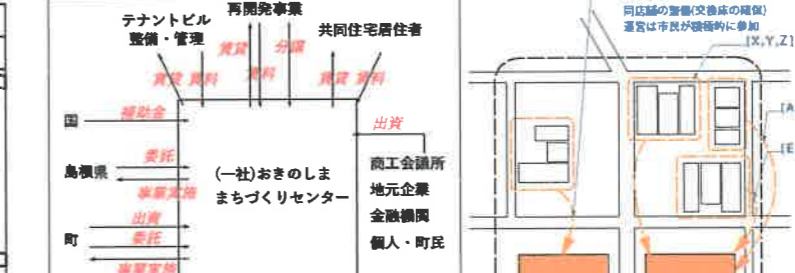 再開発事業
テナントビル
整備・管理
共同住宅居住者
賃貸 賃料
賃貸
賃料
分譲
賃貸 賃料
国
補助金
島根県
委託
事業実施
町
出資
委託
事業実施
(一社)おきのしま
まちづくりセンター
出資
商工会議所
地元企業
金融機関
個人・町民
同店舗の整備(交換床の確保)
運営は市民が積極的に参加
[X,Y,Z]
[A
[E